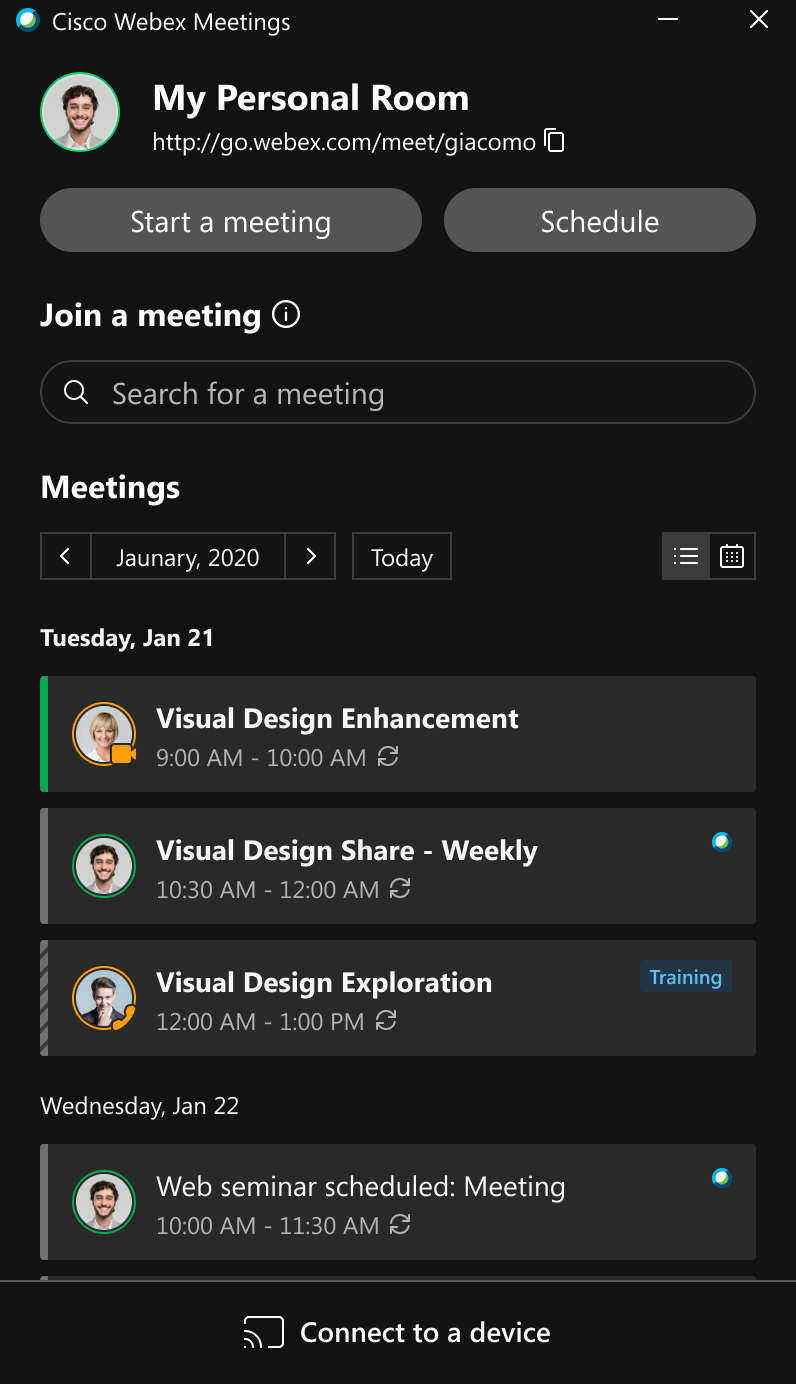 Cisco Webex Meetings
My Personal Room
http://go.webex.com/meet/giacomo
Start a meeting
Schedule
Join a meeting
Search for a meeting
Meetings
Jaunary, 2020
Today
Tuesday, Jan 21
Visual Design Enhancement
9:00 AM - 10:00 AM
Visual Design Share - Weekly
10:30 AM - 12:00 AM
Visual Design Exploration
Training
12:00 AM - 1:00 PM
Wednesday, Jan 22
Web seminar scheduled: Meeting
10:00 AM - 11:30 AM
Connect to a device